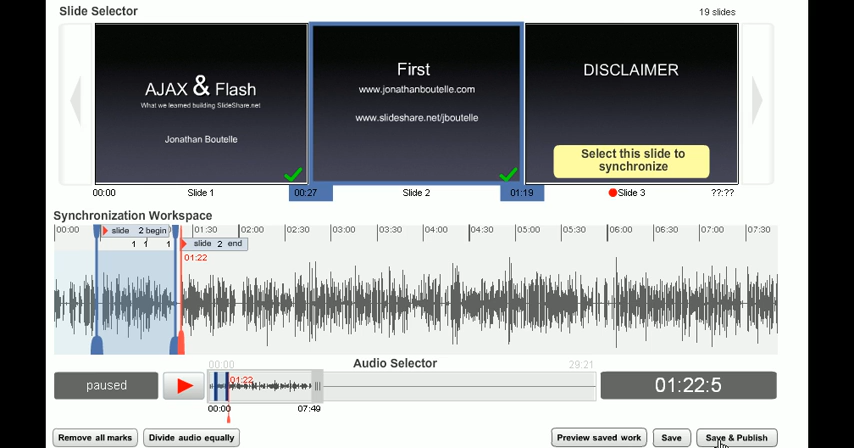 Slide Selector
19 slides
AJAX & Flash
What we learned building SlideShare.net
Jonathan Boutelle
First
www.jonathanboutelle.com
www.slideshare.net/jboutelle
DISCLAIMER
Select this slide to
synchronize
00:00 Slide 1 00:27 Slide 2 01:19 Slide 3 ??:??
Synchronization Workspace
00:00 01:30 02:00 02:30 03:00 03:30 04:00 04:30 05:00 05:30 06:00 06:30 07:00 07:30
slide 2 begin
1 1 1
slide 2 end
01:22
00:00 Audio Selector 29:21
paused
01:22
01:22:5
00:00 07:49
Remove all marks Divide audio equally Preview saved work Save Save & Publish